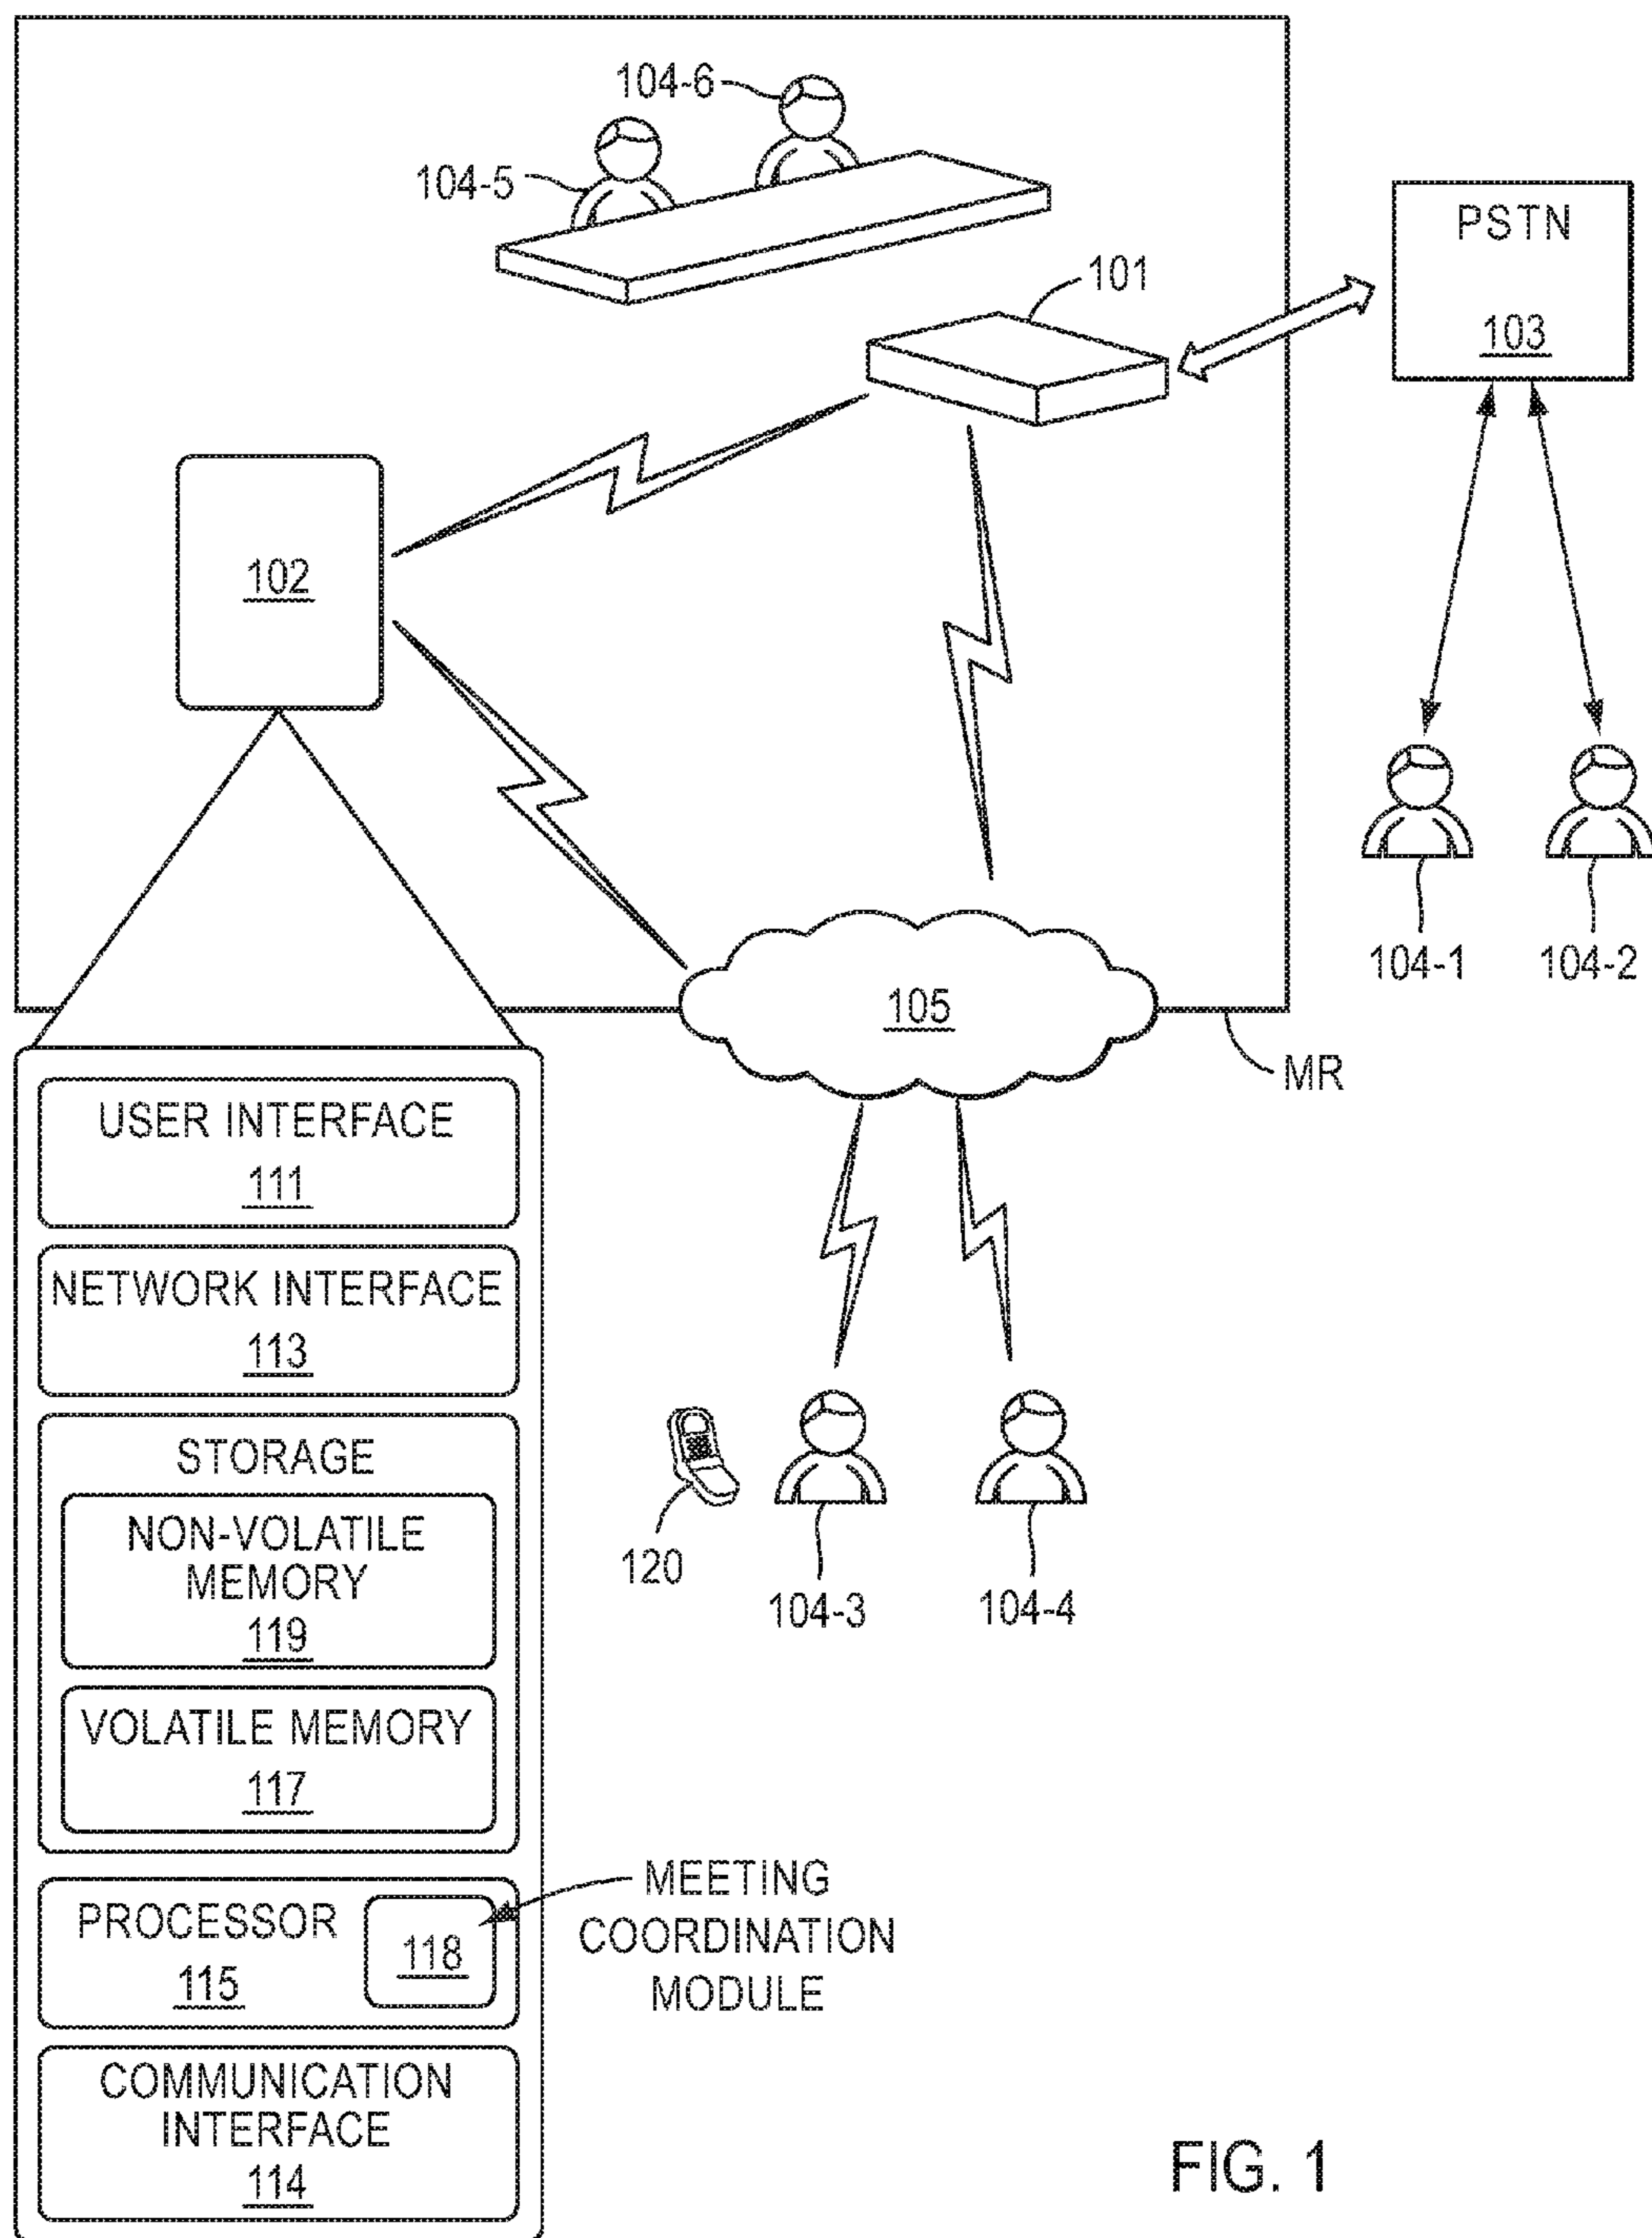 104-6
104-5
PSTN
103
101
102
104-1
104-2
105
MR
USER INTERFACE
111
NETWORK INTERFACE
113
STORAGE
NON-VOLATILE
MEMORY
119
VOLATILE MEMORY
117
120
104-3
104-4
PROCESSOR
115
118
MEETING
COORDINATION
MODULE
COMMUNICATION
INTERFACE
114
FIG. 1